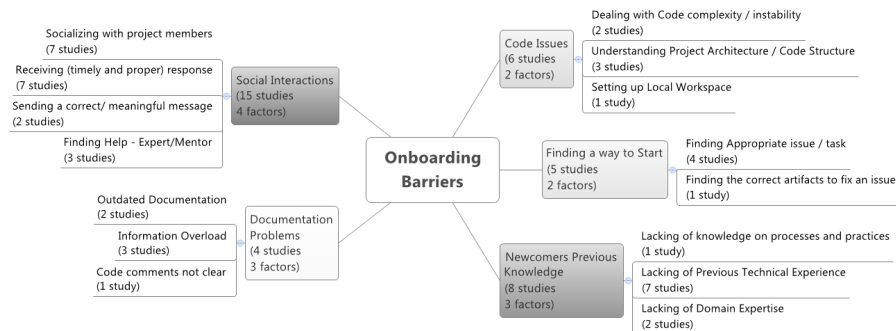 Socializing with project members
(7 studies)
Receiving (timely and proper) response
(7 studies)
Sending a correct/ meaningful message
(2 studies)
Finding Help - Expert/Mentor
(3 studies)
Social Interactions
(15 studies
4 factors)
Outdated Documentation
(2 studies)
Information Overload
(3 studies)
Code comments not clear
(1 study)
Documentation
Problems
(4 studies
3 factors)
Onboarding
Barriers
Code Issues
(6 studies
2 factors)
Dealing with Code complexity / instability
(2 studies)
Understanding Project Architecture / Code Structure
(3 studies)
Setting up Local Workspace
(1 study)
Finding a way to Start
(5 studies
2 factors)
Finding Appropriate issue / task
(4 studies)
Finding the correct artifacts to fix an issue
(1 study)
Newcomers Previous
Knowledge
(8 studies
3 factors)
Lacking of knowledge on processes and practices
(1 study)
Lacking of Previous Technical Experience
(7 studies)
Lacking of Domain Expertise
(2 studies)